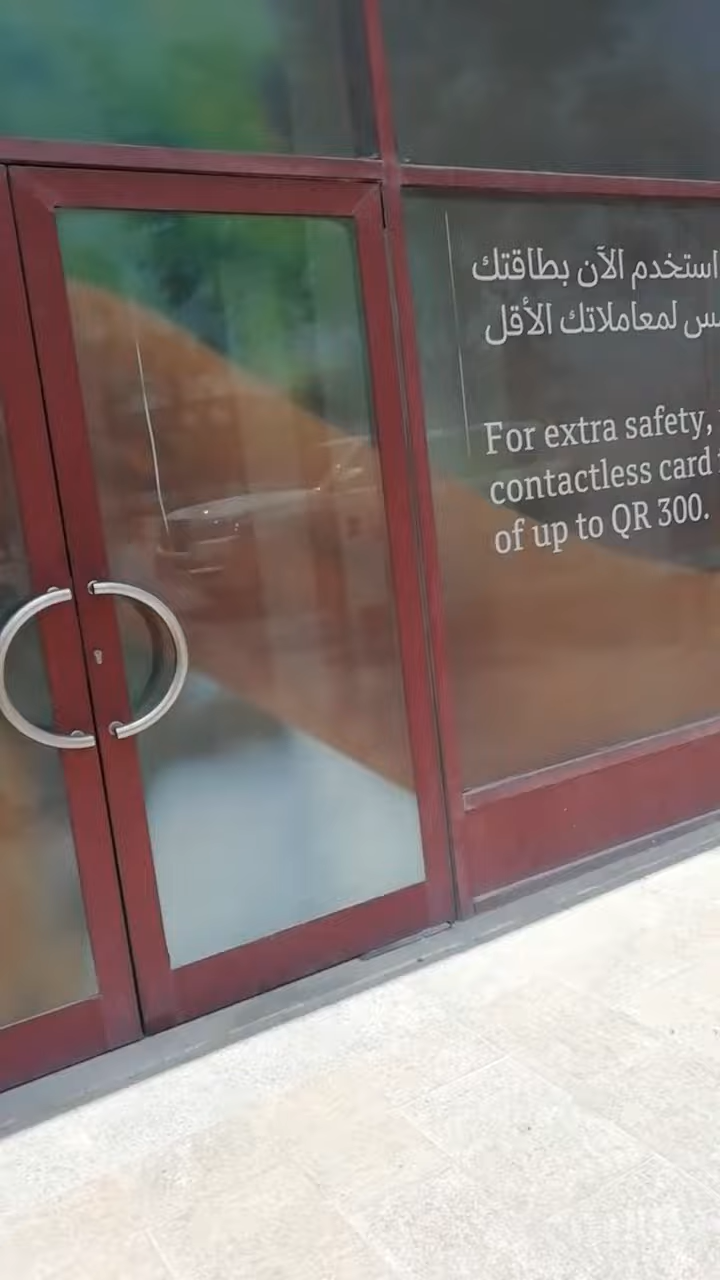 استخدم الآن بطاقتك
لمعاملاتك الأقل
For extra safety,
contactless card
of up to QR 300.